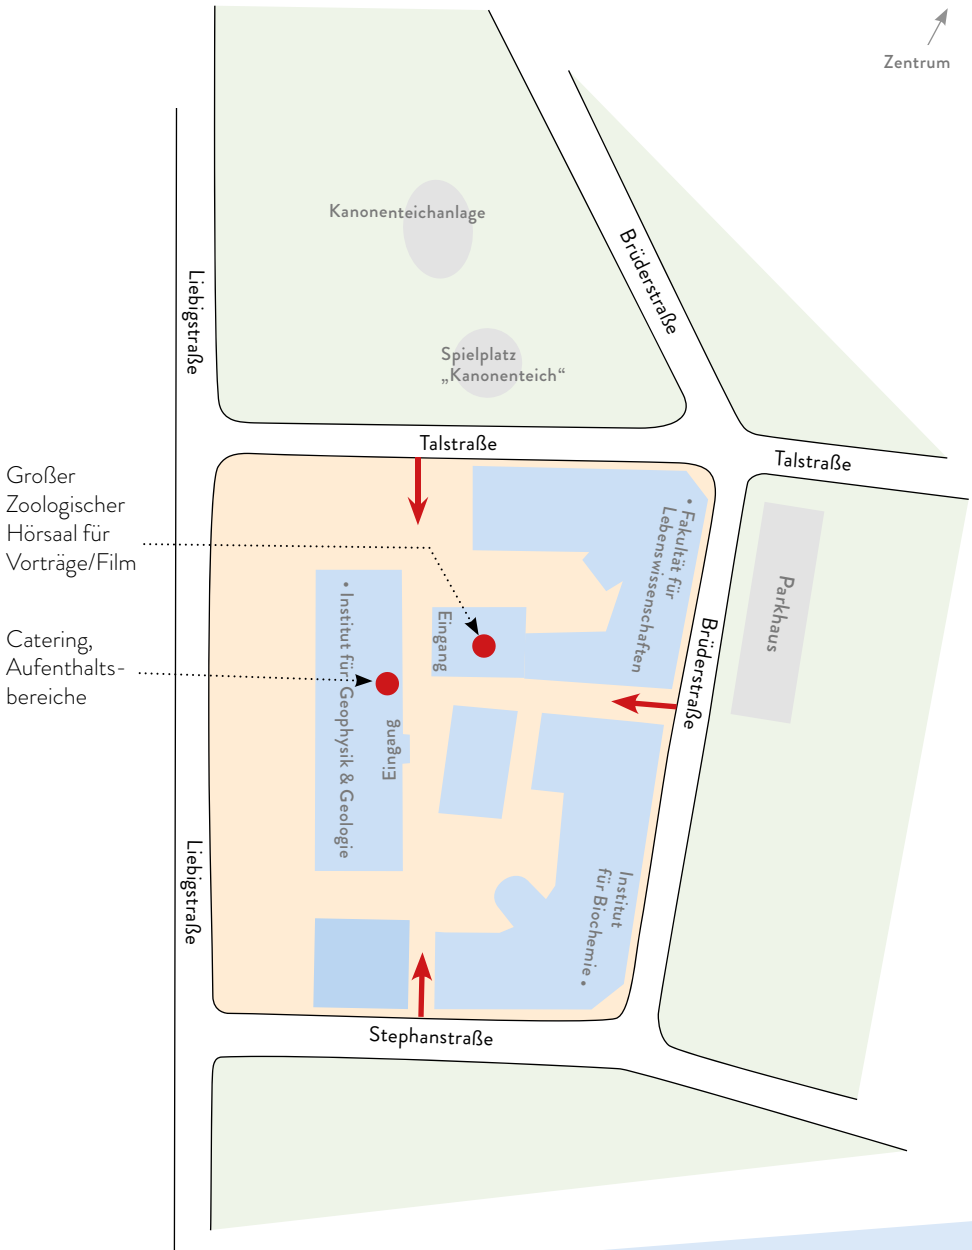 Zentrum
Kanonenteichanlage
Brüderstraße
Liebigstraße
Spielplatz
„Kanonenteich“
Talstraße
Talstraße
Großer
Zoologischer
Hörsaal für
Vorträge/Film
• Fakultät für
Lebenswissenschaften
Parkhaus
Eingang
Catering,
Aufenthalts-
bereiche
• Institut für Geophysik & Geologie
Eingang
Brüderstraße
Liebigstraße
Institut
für Biochemie •
Stephanstraße